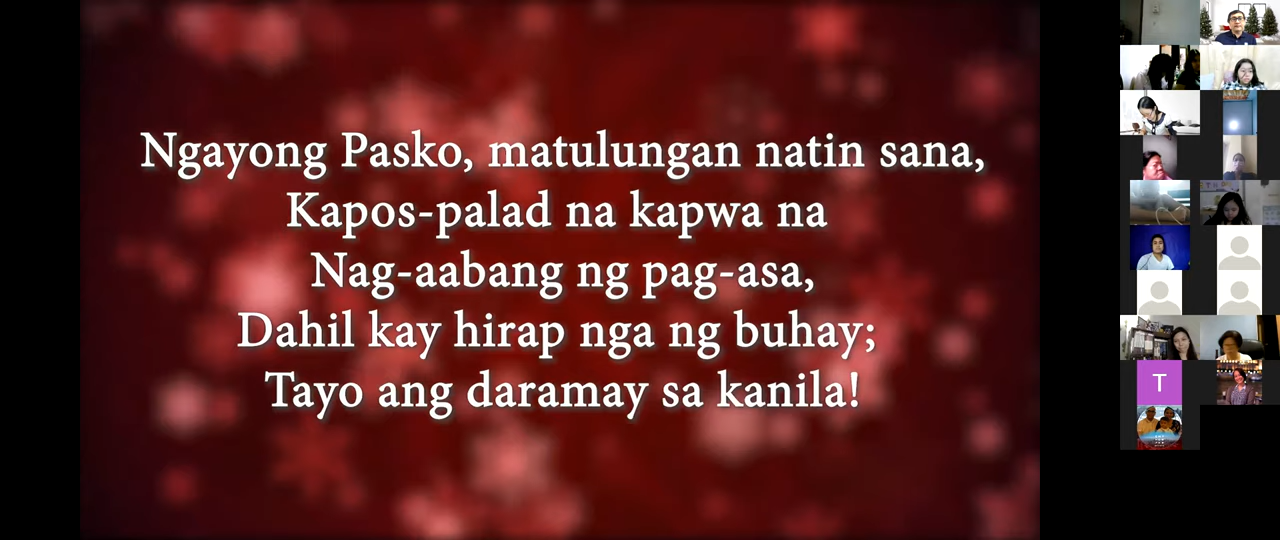 Ngayong Pasko, matulungan natin sana,
Kapos-palad na kapwa na
Nag-aabang ng pag-asa,
Dahil kay hirap nga ng buhay;
Tayo ang daramay sa kanila!
T